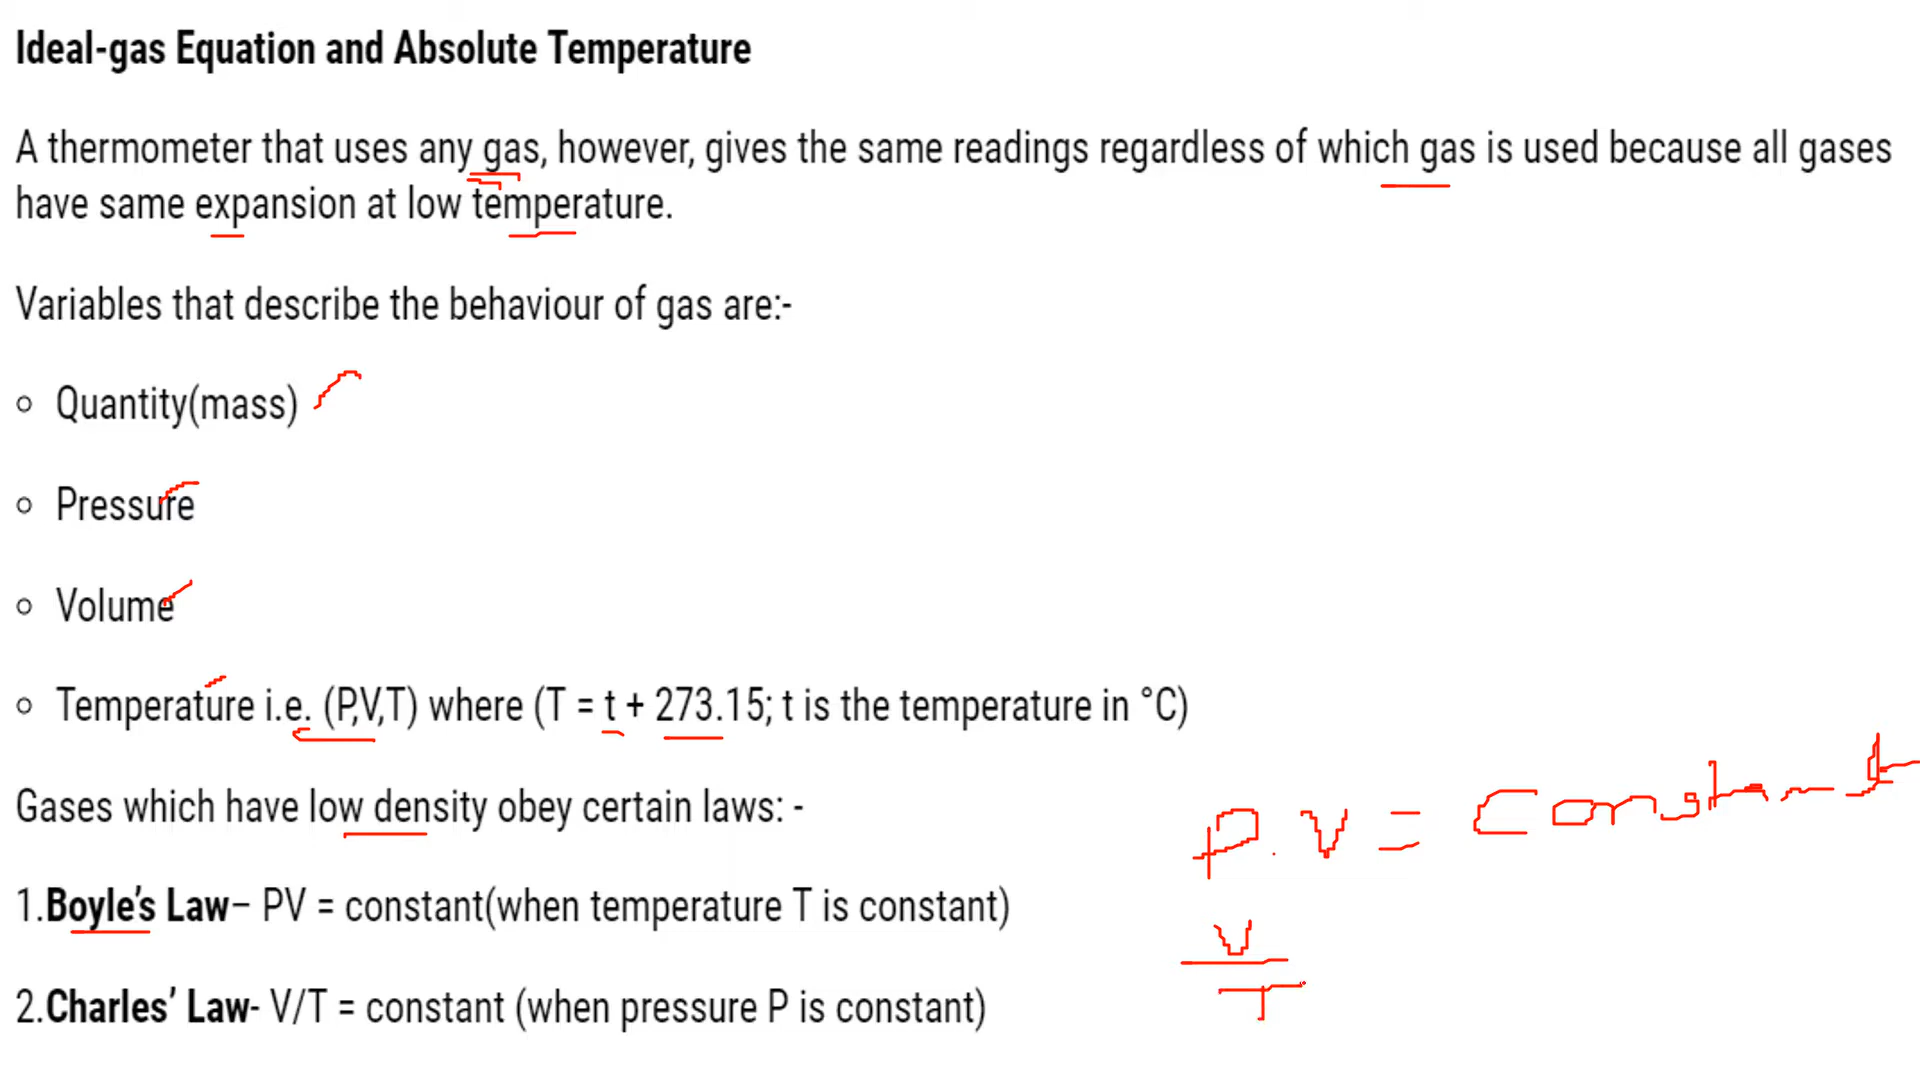 Ideal-gas Equation and Absolute Temperature
A thermometer that uses any gas, however, gives the same readings regardless of which gas is used because all gases
have same expansion at low temperature.
Variables that describe the behaviour of gas are:-
Quantity(mass)
Pressure
Volume
Temperature i.e. (P,V,T) where (T = t + 273.15; t is the temperature in °C)
Gases which have low density obey certain laws: -
P.V = Constant
1.Boyle's Law– PV = constant(when temperature T is constant)
V
T
2.Charles’ Law- V/T = constant (when pressure P is constant)